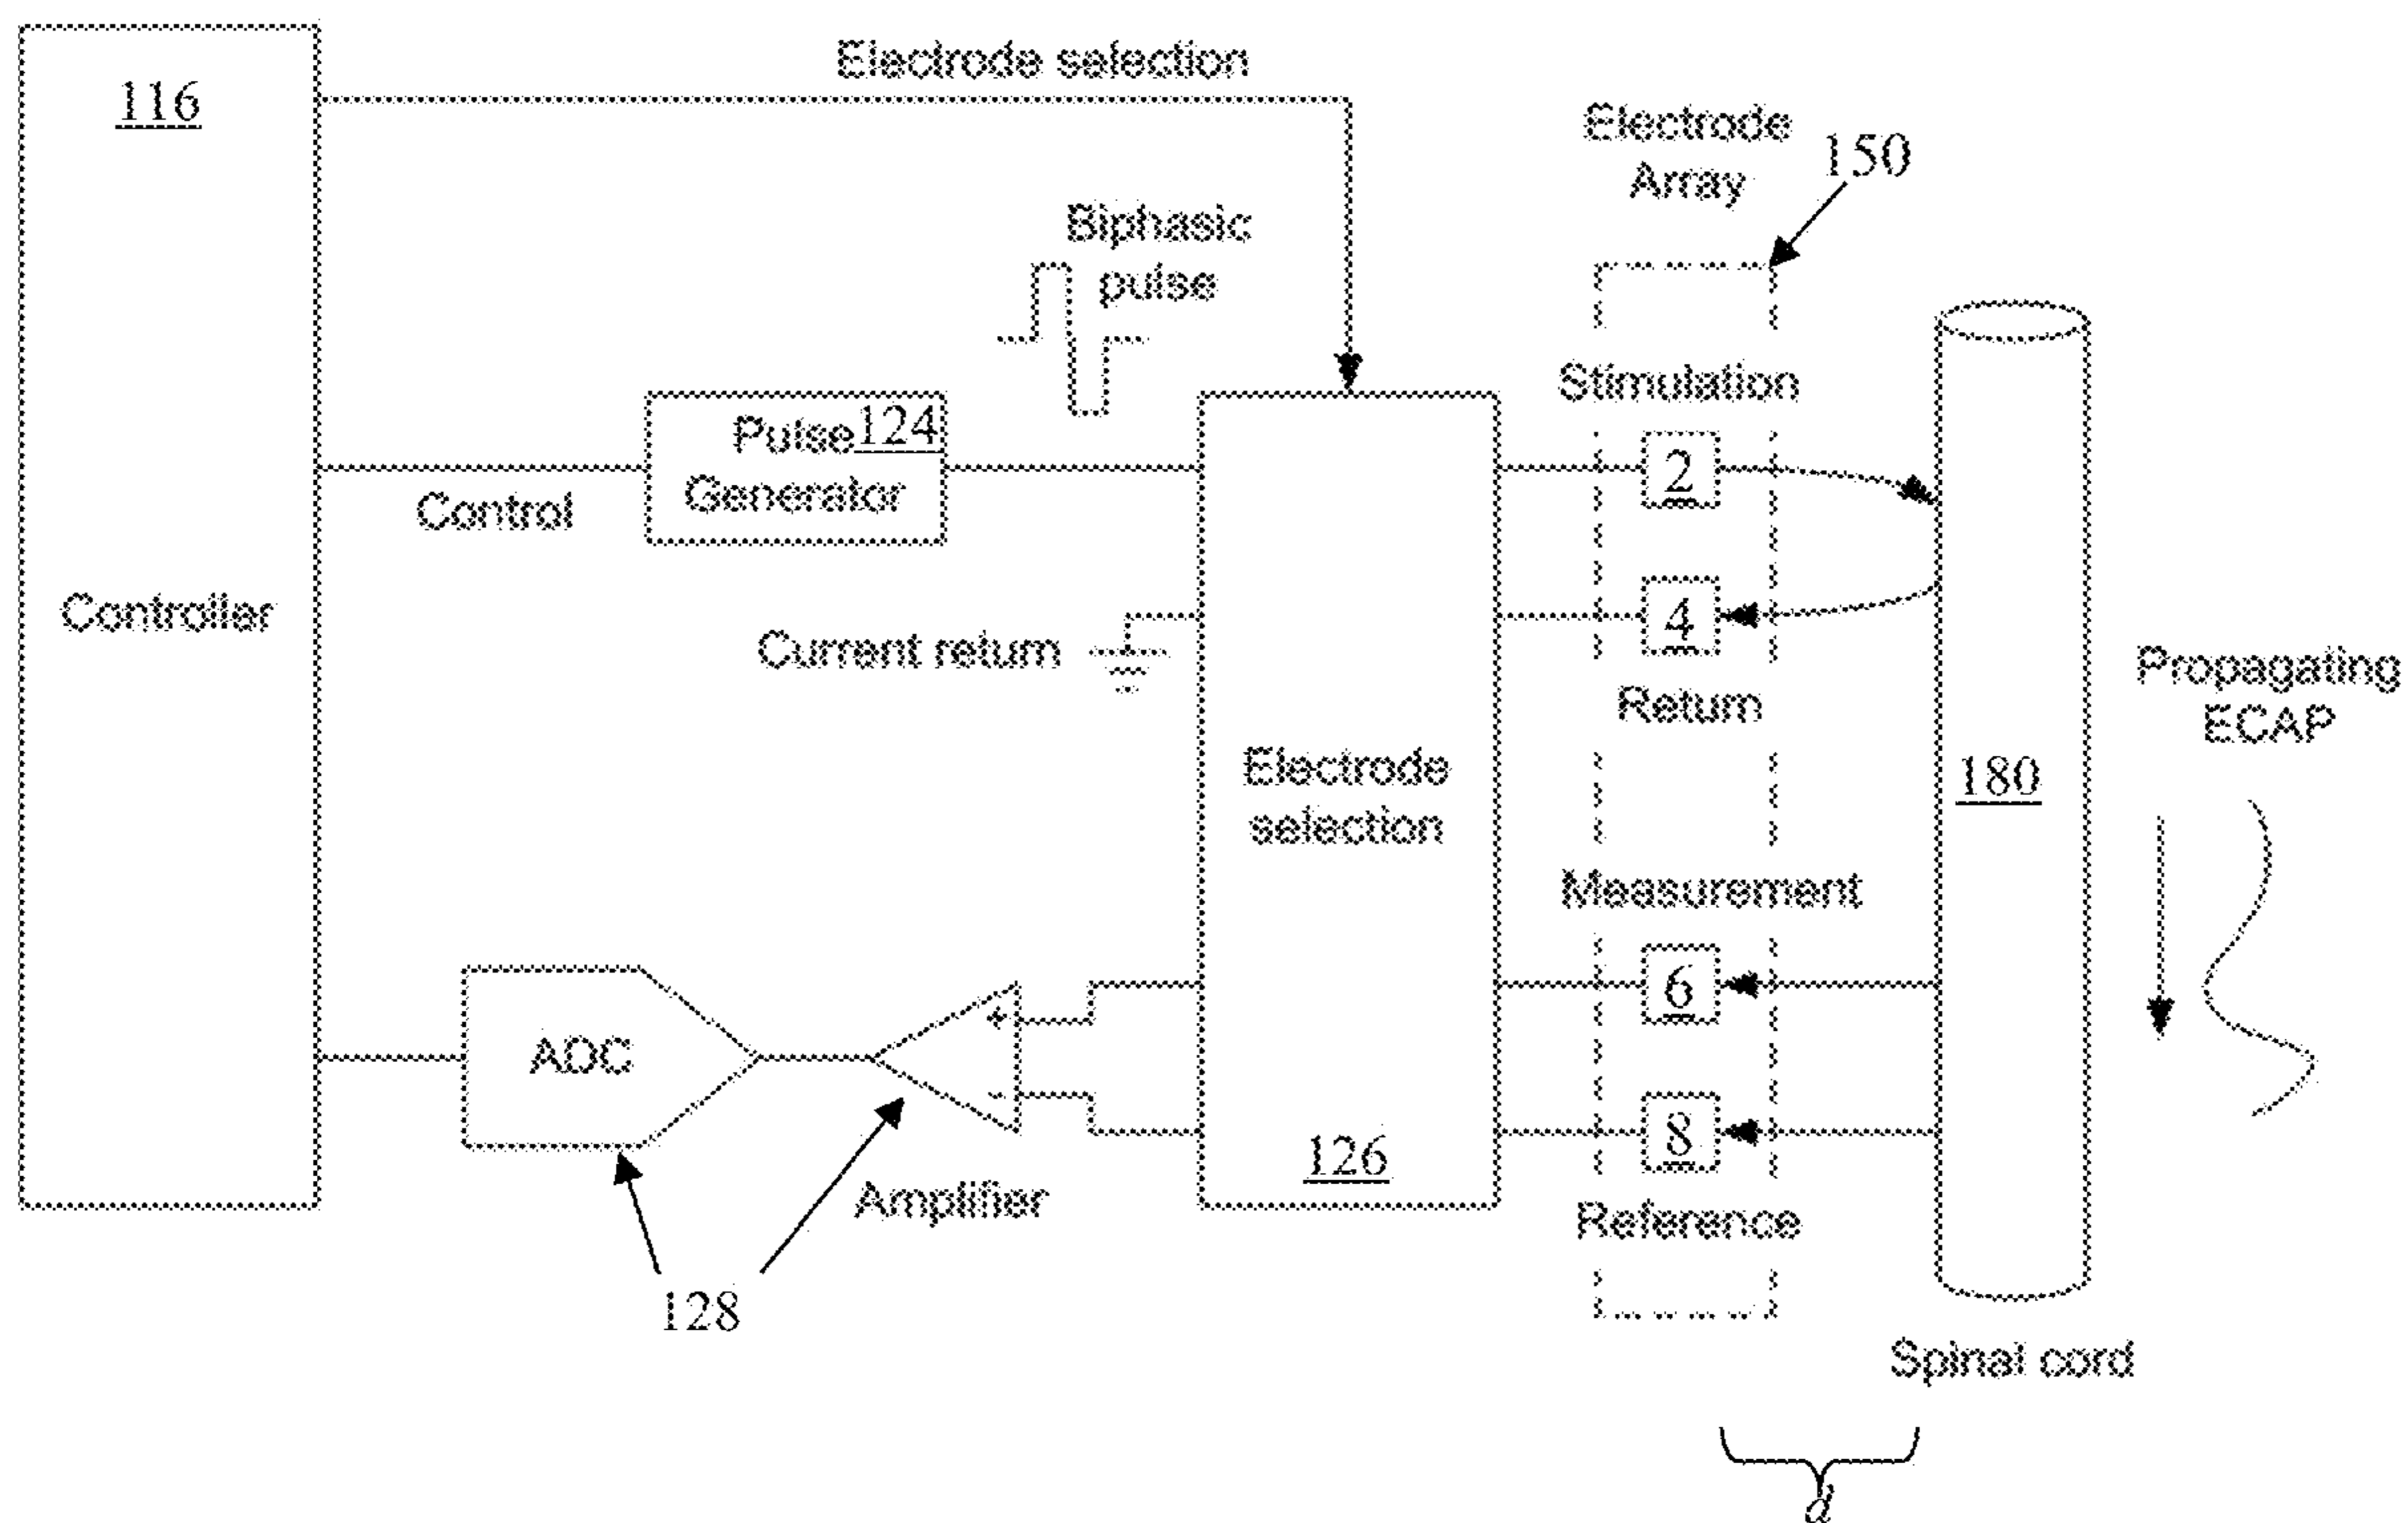 116
Controller
Electrode selection
Control
Pulse 124
Generator
Biphasic
pulse
Current return
ADC
+
-
Amplifier
128
Electrode
selection
126
Electrode
Array
150
Stimulation
2
4
Return
Measurement
6
8
Reference
180
Spinal cord
Propagating
ECAP
d